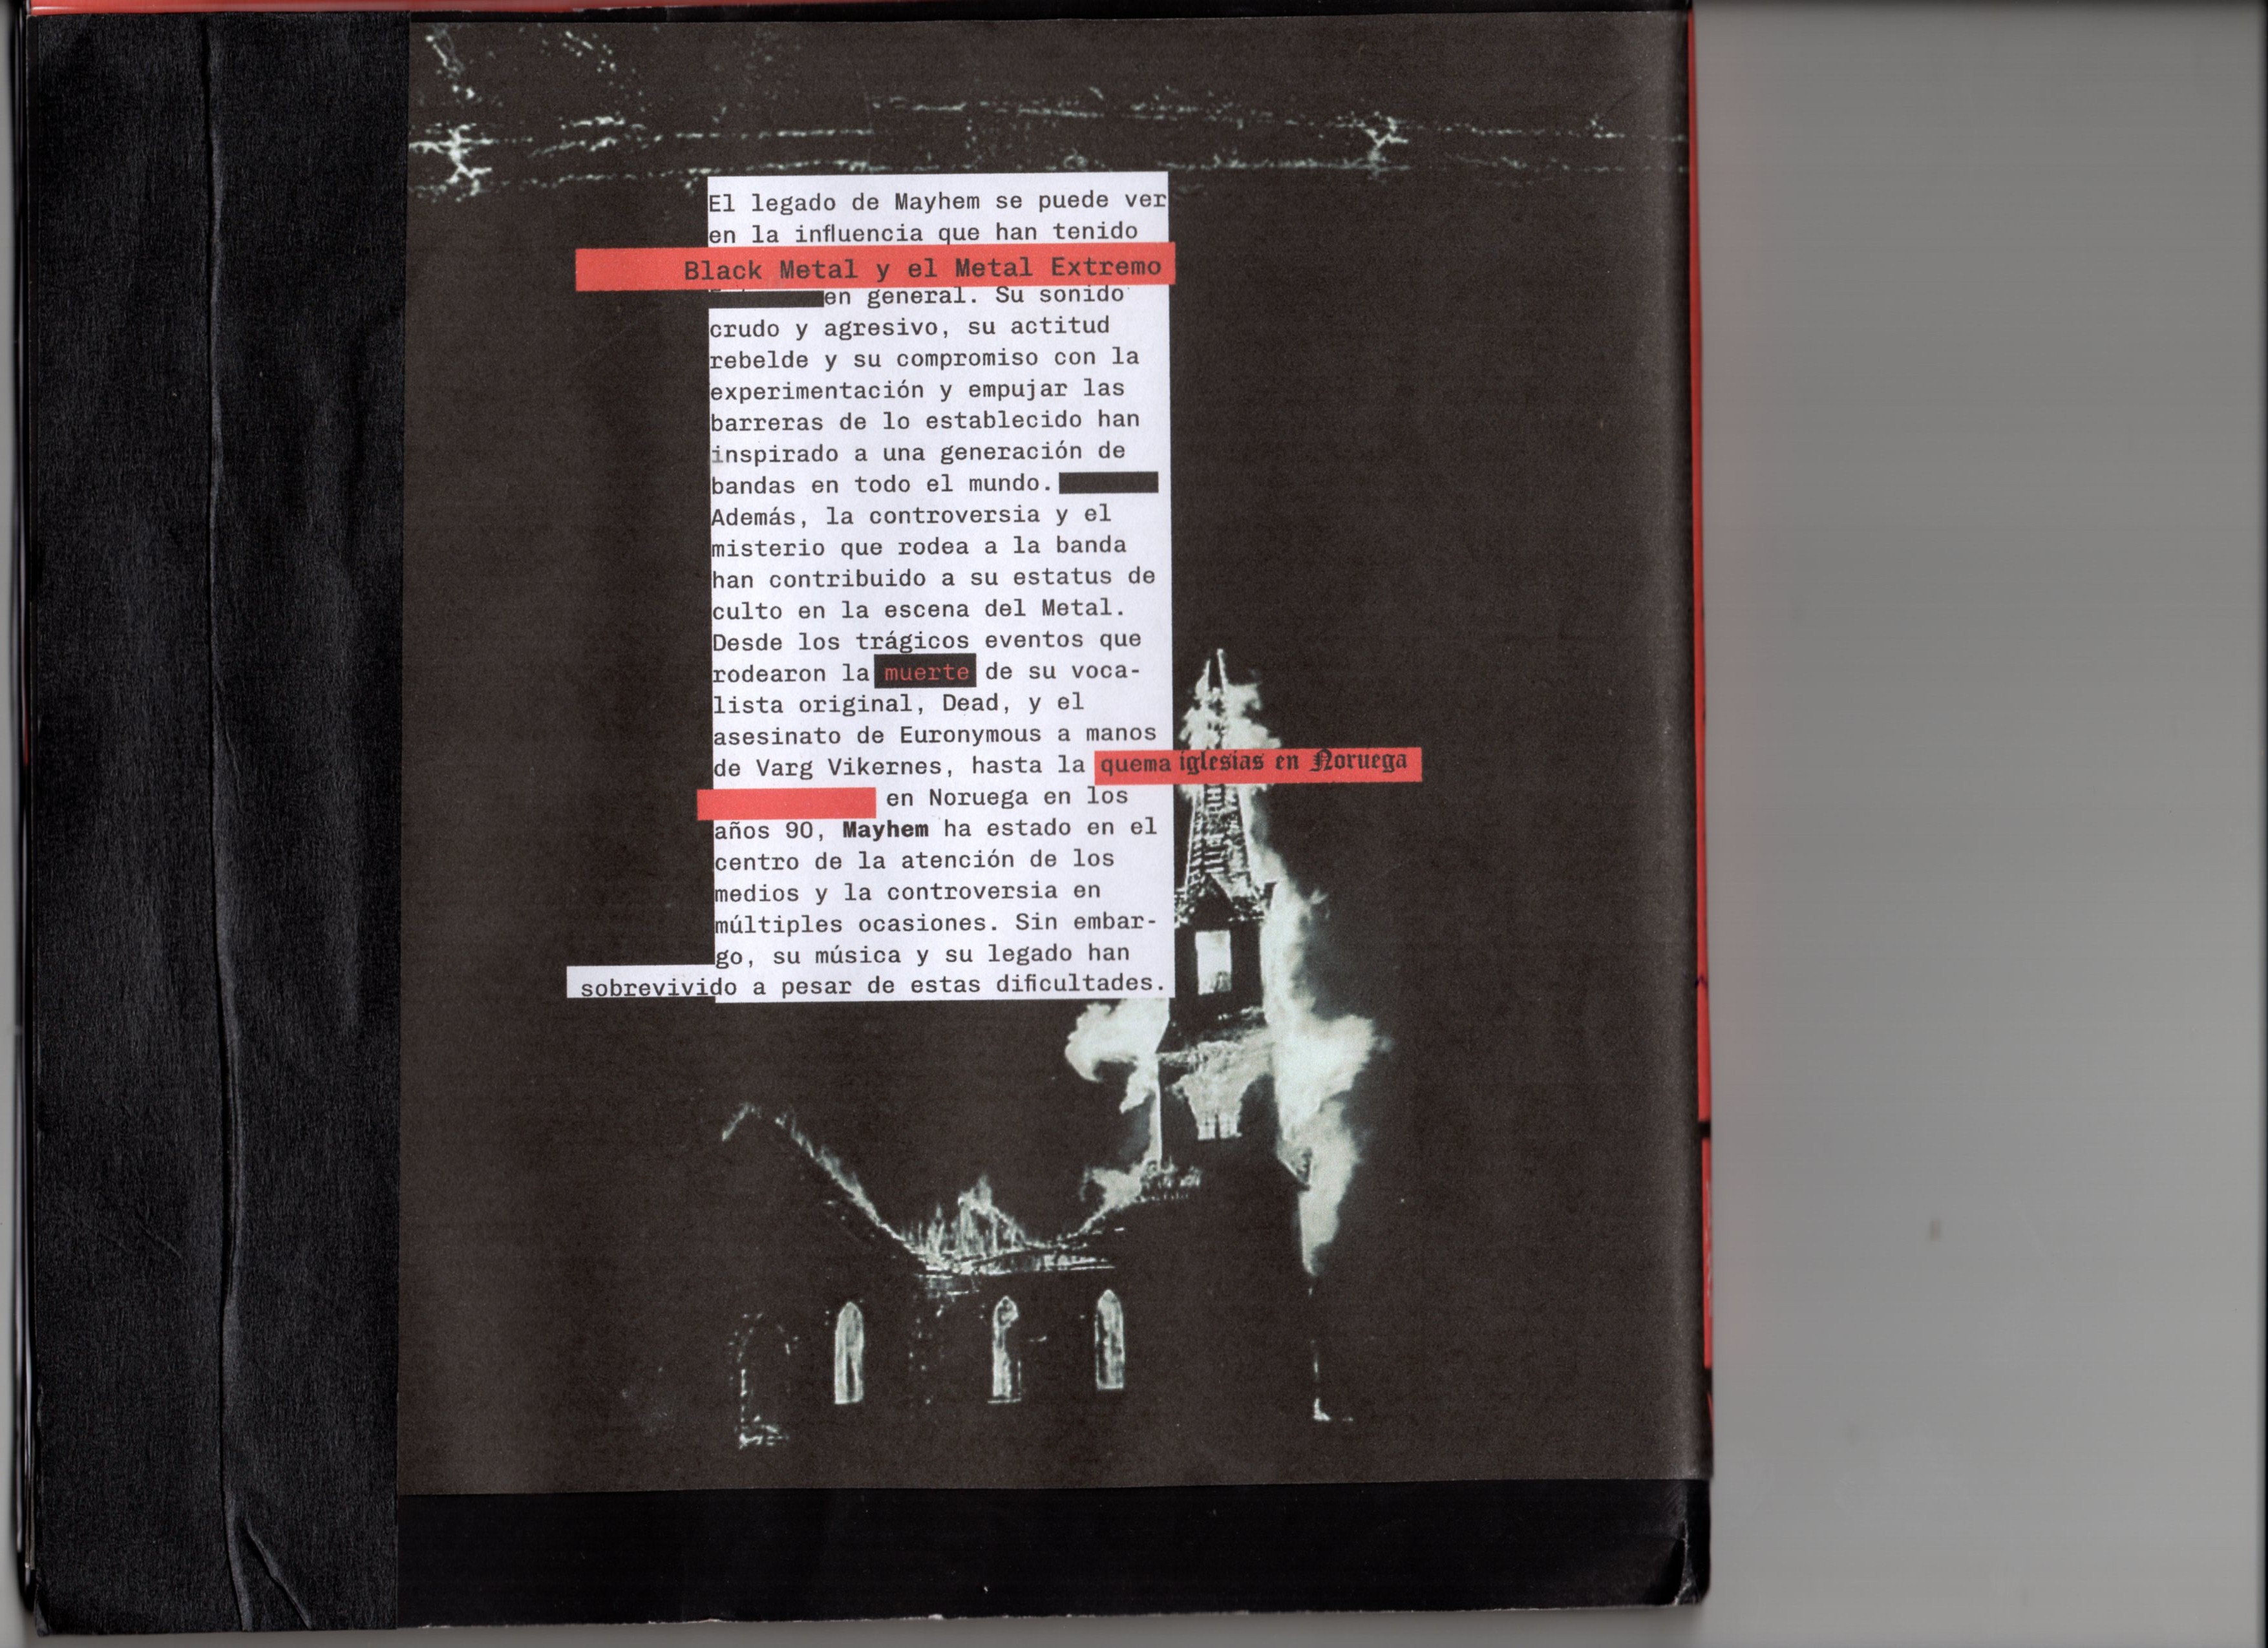 El legado de Mayhem se puede ver
en la influencia que han tenido
Black Metal y el Metal Extremo
en general. Su sonido
crudo y agresivo, su actitud
rebelde y su compromiso con la
experimentación y empujar las
barreras de lo establecido han
inspirado a una generación de
bandas en todo el mundo.
Además, la controversia y el
misterio que rodea a la banda
han contribuido a su estatus de
culto en la escena del Metal.
Desde los trágicos eventos que
rodearon la muerte de su voca-
lista original, Dead, y el
asesinato de Euronymous a manos
de Varg Vikernes, hasta la quema iglesias en Noruega
en Noruega en los
años 90, Mayhem ha estado en el
centro de la atención de los
medios y la controversia en
múltiples ocasiones. Sin embar-
go, su música y su legado han
sobrevivido a pesar de estas dificultades.